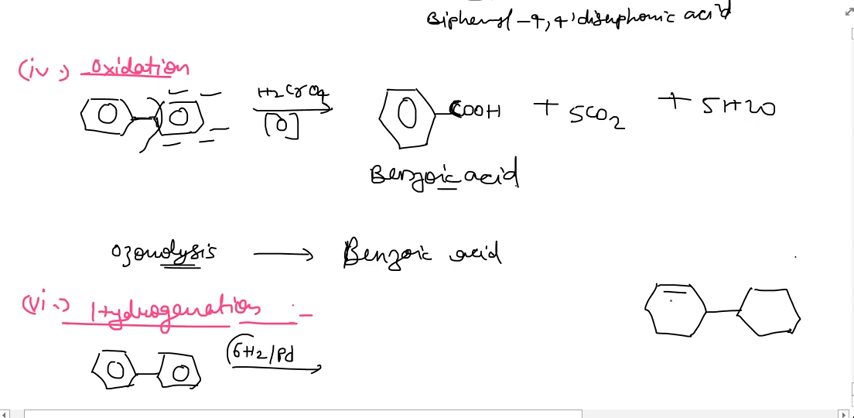 Biphenyl-4,4'disulphonic acid
(iv.) Oxidation
H2CrO4
[O]
COOH + 5CO2 + 5H2O
Benzoic acid
Ozonolysis → Benzoic acid
(vi.) Hydrogenation :-
6H2/Pd